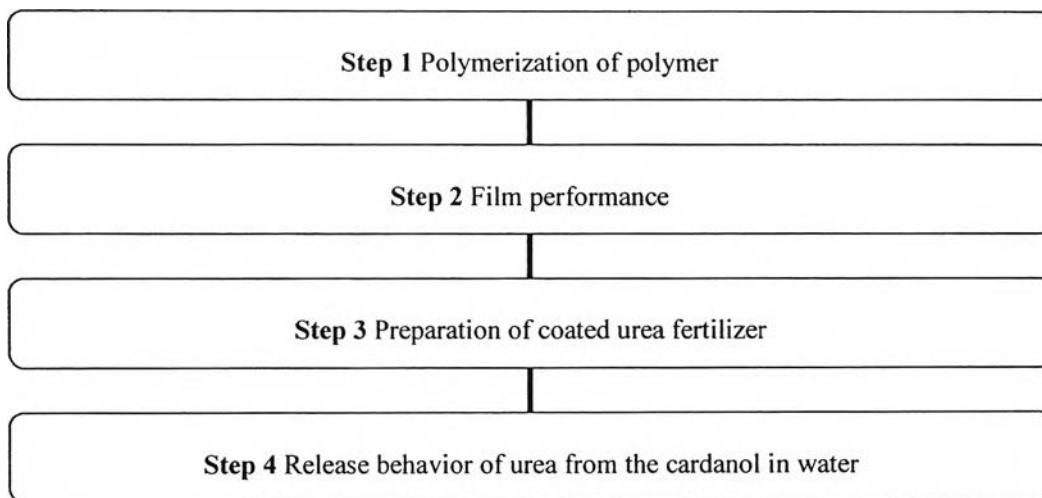 Step 1 Polymerization of polymer
Step 2 Film performance
Step 3 Preparation of coated urea fertilizer
Step 4 Release behavior of urea from the cardanol in water